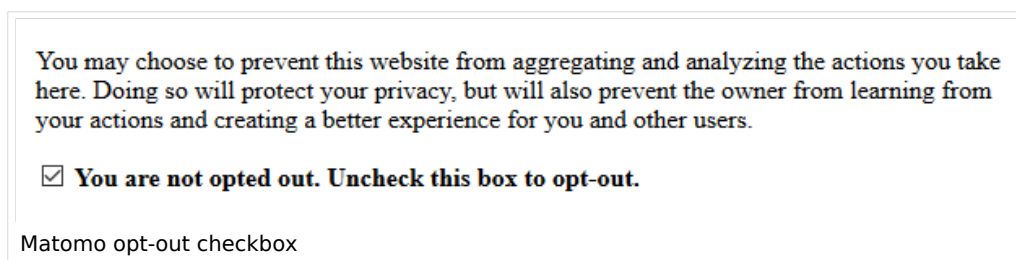 You may choose to prevent this website from aggregating and analyzing the actions you take
here. Doing so will protect your privacy, but will also prevent the owner from learning from
your actions and creating a better experience for you and other users.
You are not opted out. Uncheck this box to opt-out.
Matomo opt-out checkbox